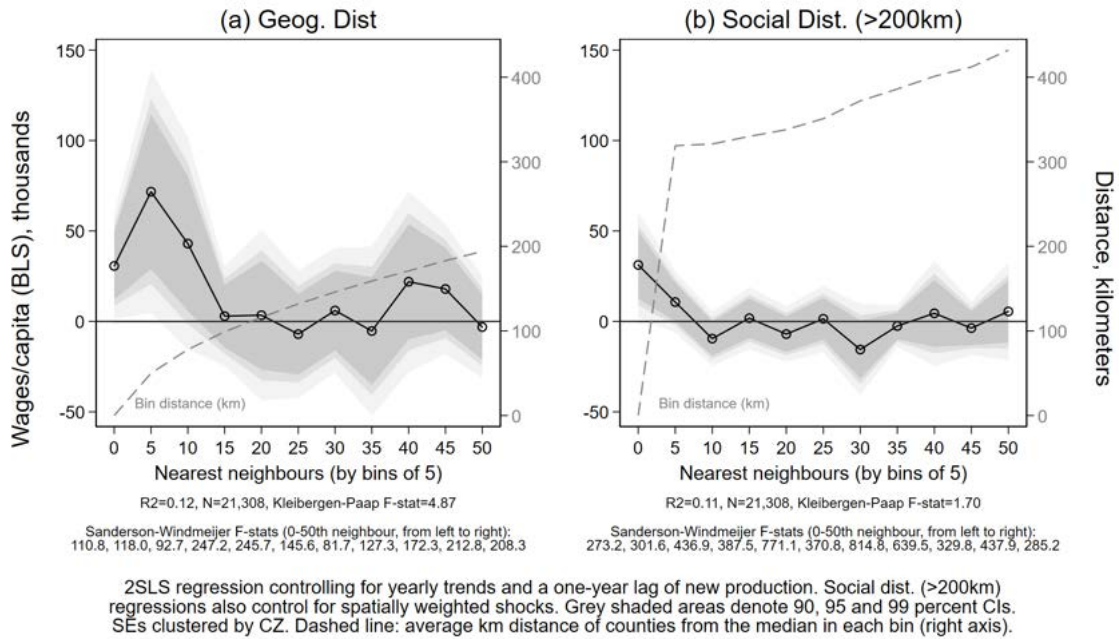 (a) Geog. Dist
(b) Social Dist. (>200km)
Wages/capita (BLS), thousands
150
100
50
0
-50
400
300
200
100
0
Bin distance (km)
0 5 10 15 20 25 30 35 40 45 50
Nearest neighbours (by bins of 5)
R2=0.12, N=21,308, Kleibergen-Paap F-stat=4.87
Sanderson-Windmeijer F-stats (0-50th neighbour, from left to right):
110.8, 118.0, 92.7, 247.2, 245.7, 145.6, 81.7, 127.3, 172.3, 212.8, 208.3
150
100
50
0
-50
400
300
200
100
0
Distance, kilometers
Bin distance (km)
0 5 10 15 20 25 30 35 40 45 50
Nearest neighbours (by bins of 5)
R2=0.11, N=21,308, Kleibergen-Paap F-stat=1.70
Sanderson-Windmeijer F-stats (0-50th neighbour, from left to right):
273.2, 301.6, 436.9, 387.5, 771.1, 370.8, 814.8, 639.5, 329.8, 437.9, 285.2
2SLS regression controlling for yearly trends and a one-year lag of new production. Social dist. (>200km)
regressions also control for spatially weighted shocks. Grey shaded areas denote 90, 95 and 99 percent CIs.
SEs clustered by CZ. Dashed line: average km distance of counties from the median in each bin (right axis).